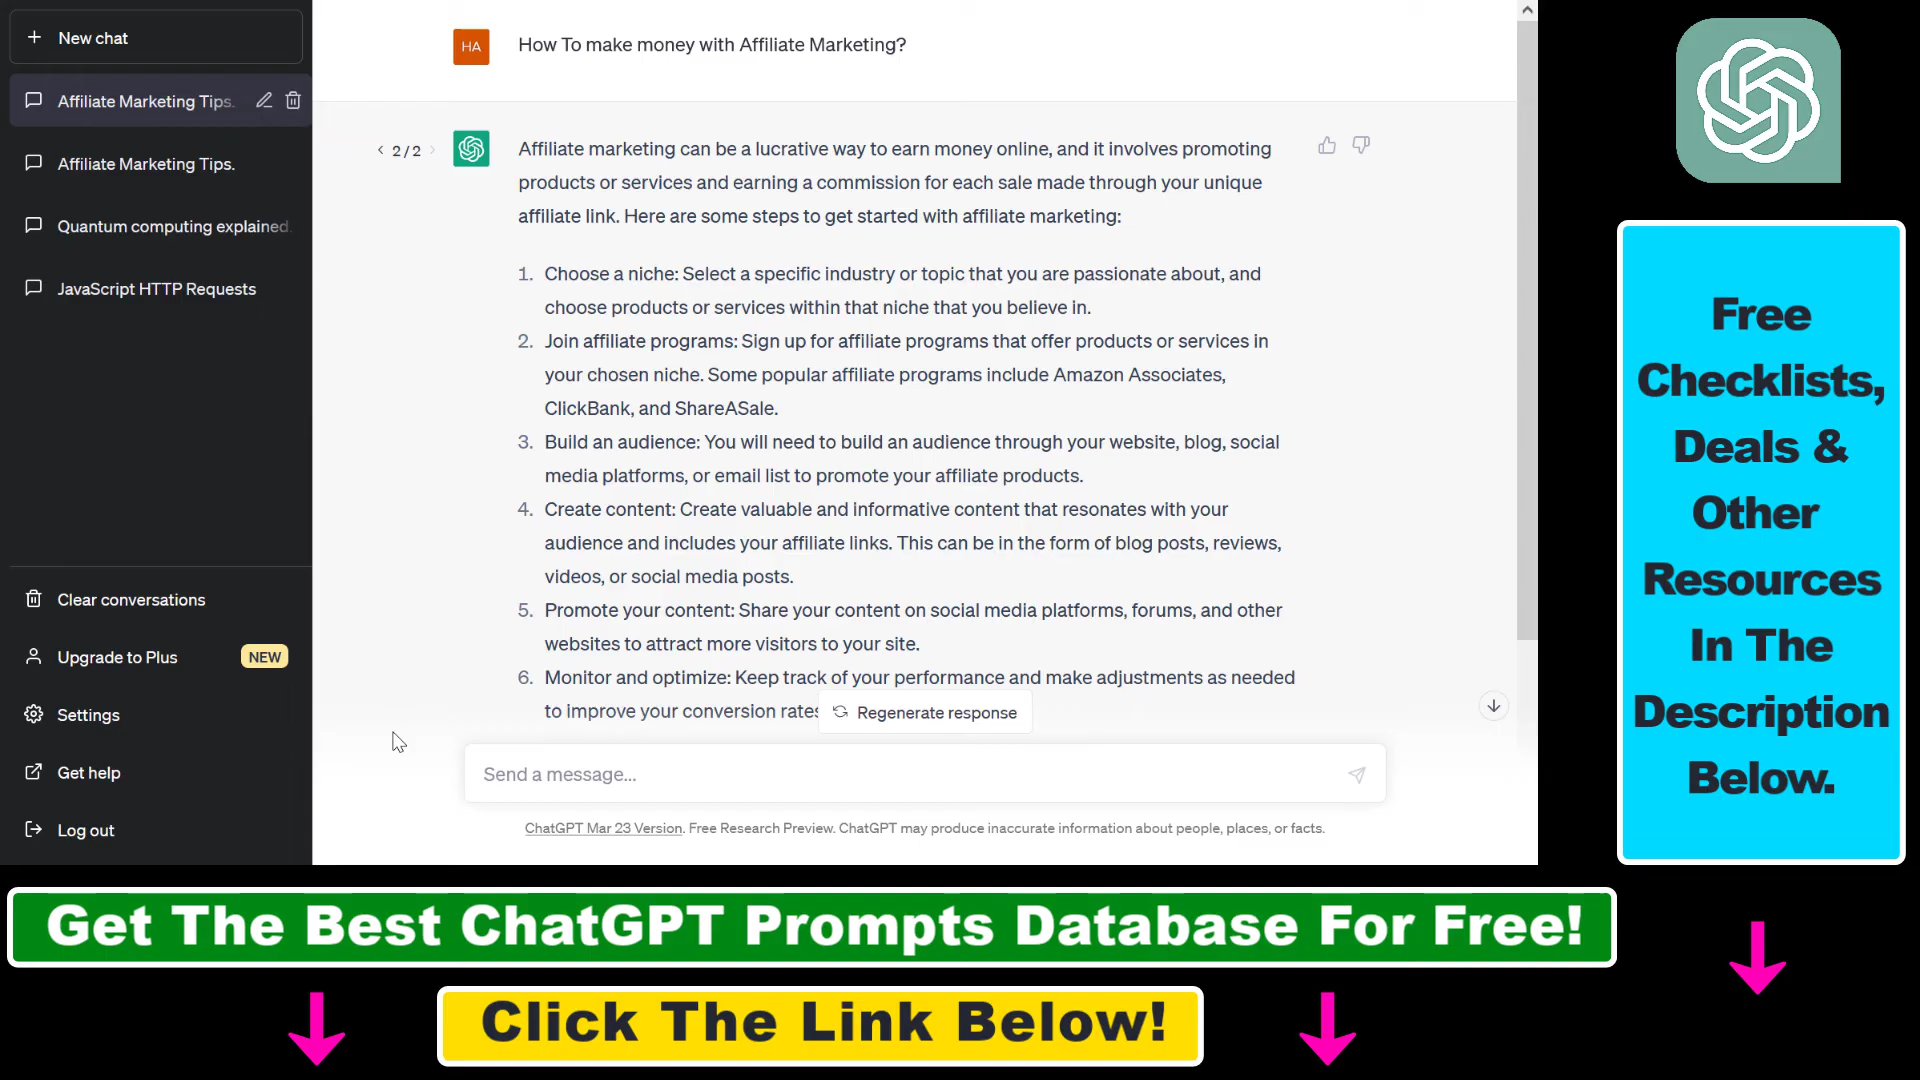 New chat
Affiliate Marketing Tips.
Affiliate Marketing Tips.
Quantum computing explained.
JavaScript HTTP Requests
Clear conversations
Upgrade to Plus
NEW
Settings
Get help
Log out
HA
How To make money with Affiliate Marketing?
2 / 2
Affiliate marketing can be a lucrative way to earn money online, and it involves promoting
products or services and earning a commission for each sale made through your unique
affiliate link. Here are some steps to get started with affiliate marketing:
1. Choose a niche: Select a specific industry or topic that you are passionate about, and
choose products or services within that niche that you believe in.
2. Join affiliate programs: Sign up for affiliate programs that offer products or services in
your chosen niche. Some popular affiliate programs include Amazon Associates,
ClickBank, and ShareASale.
3. Build an audience: You will need to build an audience through your website, blog, social
media platforms, or email list to promote your affiliate products.
4. Create content: Create valuable and informative content that resonates with your
audience and includes your affiliate links. This can be in the form of blog posts, reviews,
videos, or social media posts.
5. Promote your content: Share your content on social media platforms, forums, and other
websites to attract more visitors to your site.
6. Monitor and optimize: Keep track of your performance and make adjustments as needed
to improve your conversion rates
Regenerate response
Send a message...
ChatGPT Mar 23 Version. Free Research Preview. ChatGPT may produce inaccurate information about people, places, or facts.
Free
Checklists,
Deals &
Other
Resources
In The
Description
Below.
Get The Best ChatGPT Prompts Database For Free!
Click The Link Below!